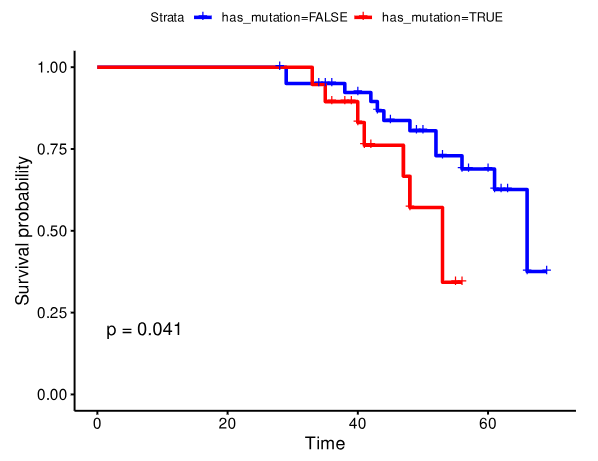 Strata has_mutation=FALSE has_mutation=TRUE
1.00
0.75
0.50
0.25
0.00
Survival probability
p = 0.041
0 20 40 60
Time